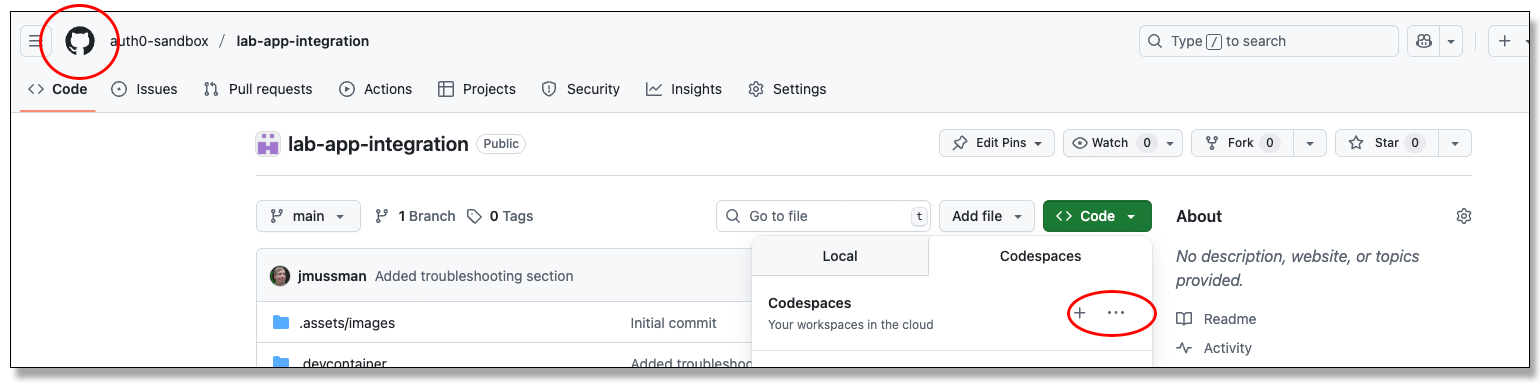 auth0-sandbox / lab-app-integration
Type / to search
Code Issues Pull requests Actions Projects Security Insights Settings
lab-app-integration Public
Edit Pins Watch 0 Fork 0 Star 0
main 1 Branch 0 Tags
Go to file t
Add file Code
About
Local Codespaces
No description, website, or topics
provided.
jmussman Added troubleshooting section
Codespaces
Your workspaces in the cloud
.assets/images Initial commit
Readme
Activity
.devcontainer